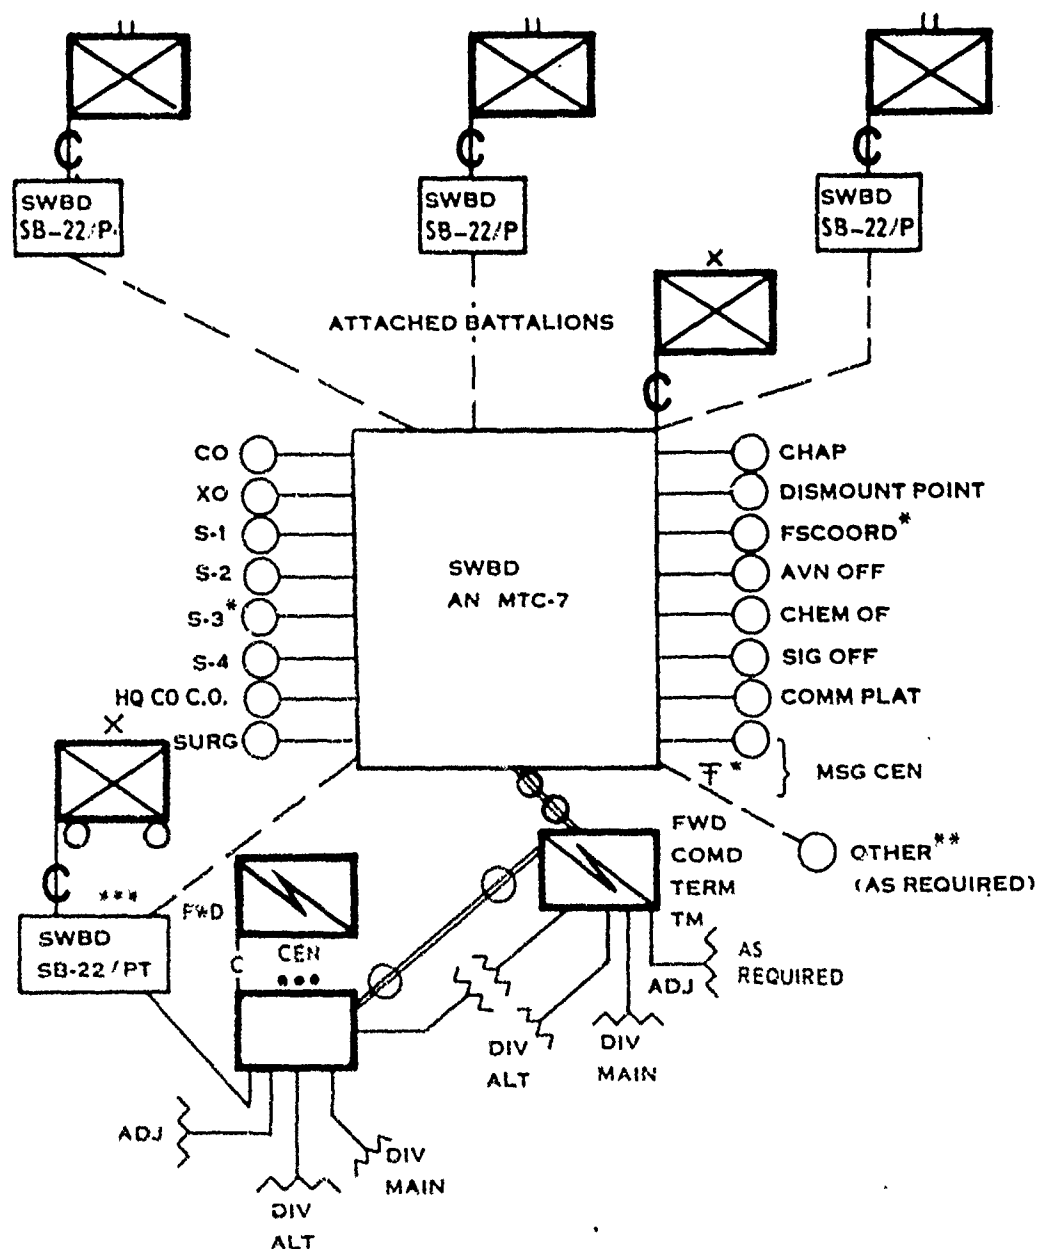 SWBD
SB-22/P
SWBD
SB-22/P
SWBD
SB-22/P
X
ATTACHED BATTALIONS
CO
XO
S-1
S-2
S-3*
S-4
HQ CO C.O.
SURG
SWBD
AN MTC-7
CHAP
DISMOUNT POINT
FSCOORD*
AVN OFF
CHEM OF
SIG OFF
COMM PLAT
*
MSG CEN
X
FWD
COMD
TERM
TM
OTHER**
(AS REQUIRED)
***
SWBD
SB-22/PT
FWD
C
CEN
AS
REQUIRED
ADJ
DIV
ALT
DIV
MAIN
ADJ
DIV
MAIN
DIV
ALT